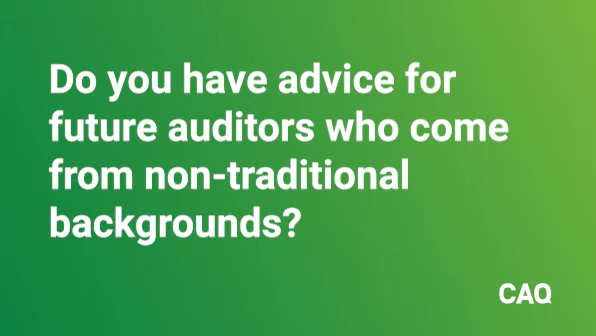 Do you have advice for
future auditors who come
from non-traditional
backgrounds?
CAQ